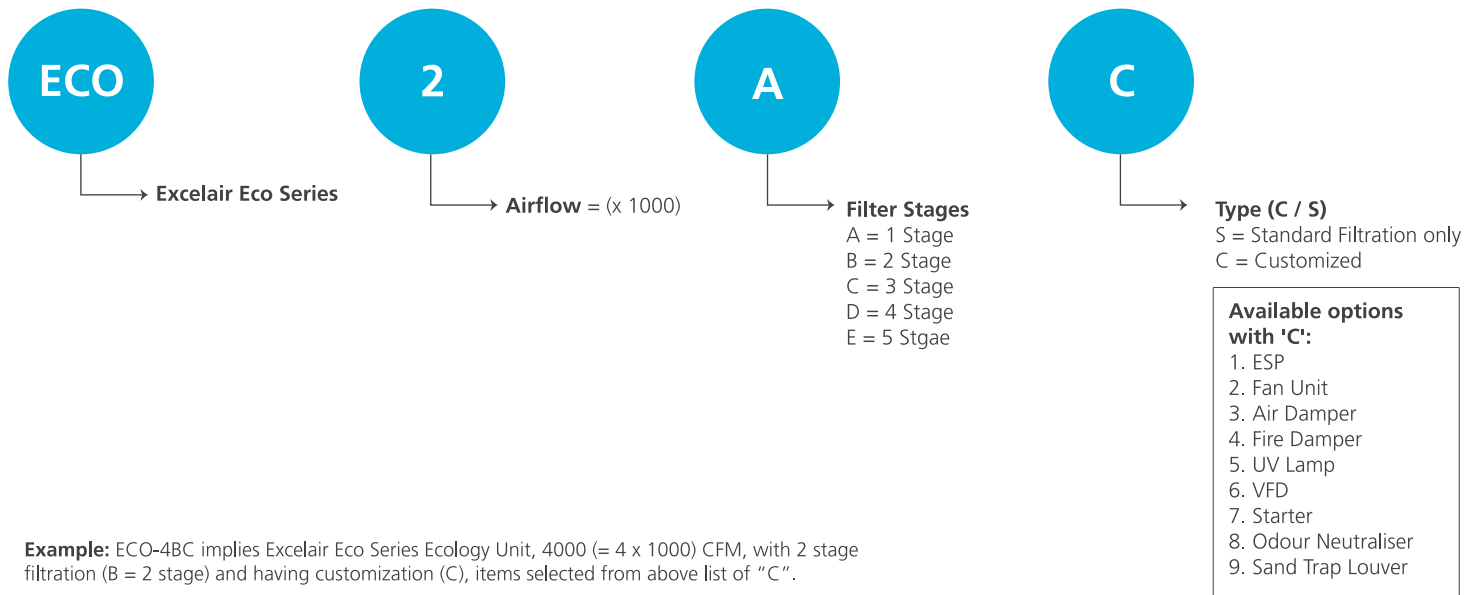 ECO
2
A
C
Excelair Eco Series
Airflow = (x 1000)
Filter Stages
A = 1 Stage
B = 2 Stage
C = 3 Stage
D = 4 Stage
E = 5 Stgae
Type (C / S)
S = Standard Filtration only
C = Customized
Available options
with 'C':
1. ESP
2. Fan Unit
3. Air Damper
4. Fire Damper
5. UV Lamp
6. VFD
7. Starter
8. Odour Neutraliser
9. Sand Trap Louver
Example: ECO-4BC implies Excelair Eco Series Ecology Unit, 4000 (= 4 x 1000) CFM, with 2 stage
filtration (B = 2 stage) and having customization (C), items selected from above list of “C”.